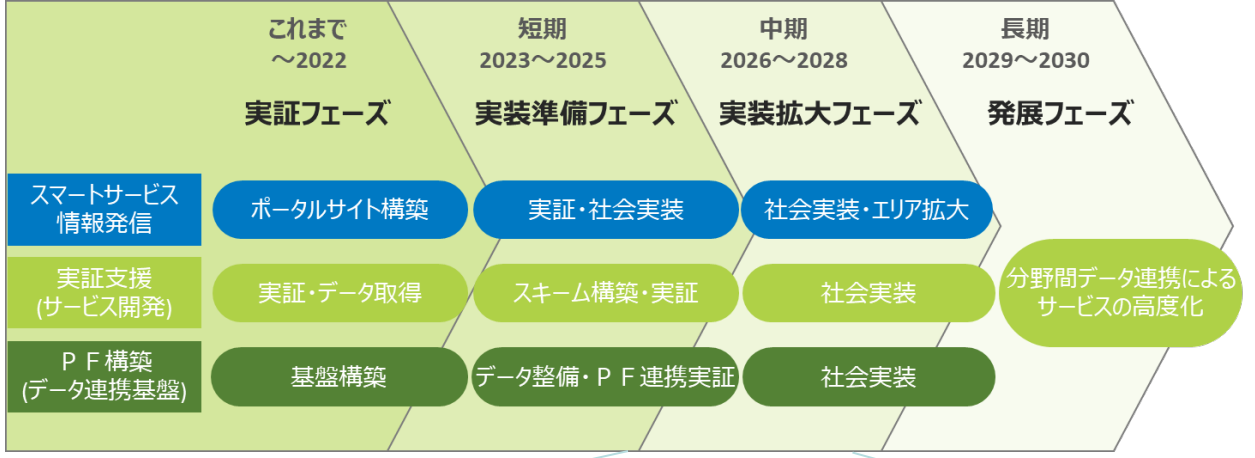 これまで
～2022
実証フェーズ
短期
2023～2025
実装準備フェーズ
中期
2026～2028
実装拡大フェーズ
長期
2029～2030
発展フェーズ
スマートサービス
情報発信
ポータルサイト構築
実証・社会実装
社会実装・エリア拡大
実証支援
(サービス開発)
実証・データ取得
スキーム構築・実証
社会実装
分野間データ連携による
サービスの高度化
ＰＦ構築
(データ連携基盤)
基盤構築
データ整備・ＰＦ連携実証
社会実装